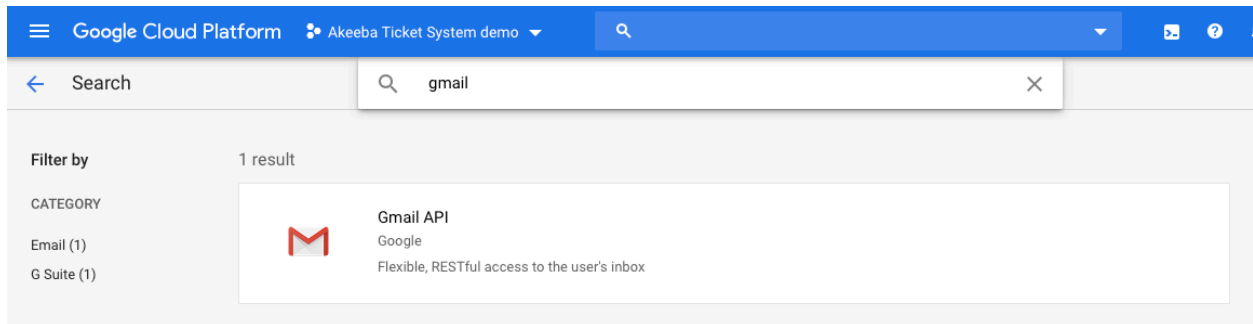 Google Cloud Platform Akeeba Ticket System demo
Search gmail
Filter by
1 result
CATEGORY
Email (1)
G Suite (1)
Gmail API
Google
Flexible, RESTful access to the user's inbox